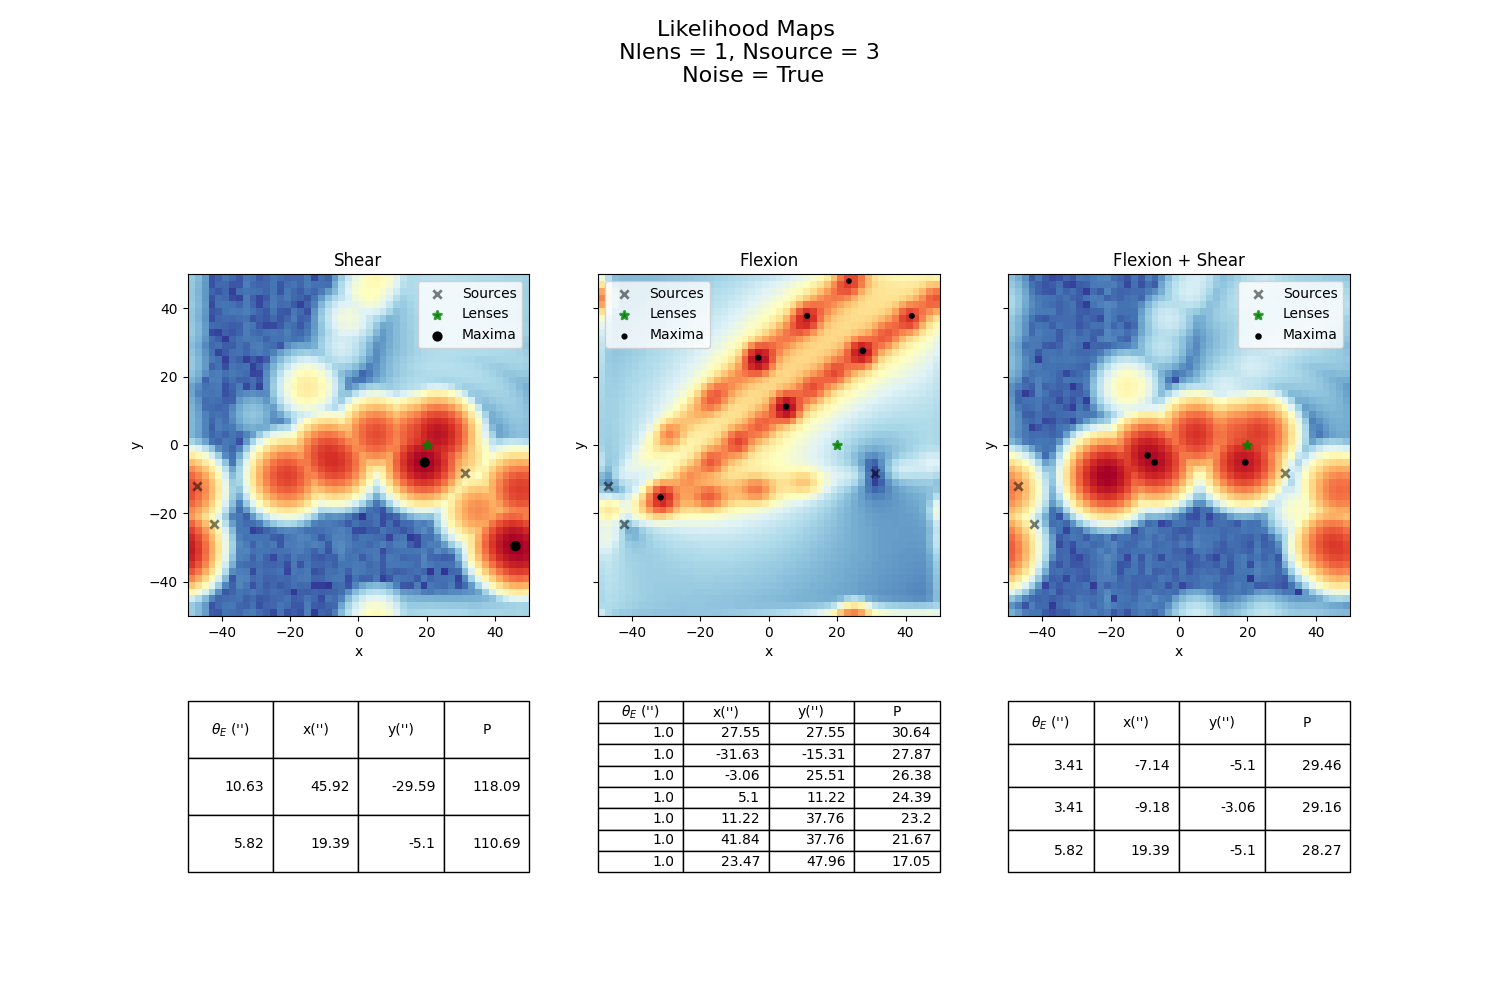 Likelihood Maps
Nlens = 1, Nsource = 3
Noise = True
Shear
Sources
Lenses
Maxima
40
20
0
−20
−40
y
−40 −20 0 20 40
x
Flexion
Sources
Lenses
Maxima
y
−40 −20 0 20 40
x
Flexion + Shear
Sources
Lenses
Maxima
y
−40 −20 0 20 40
x
θE ('') x('') y('') P
10.63 45.92 -29.59 118.09
5.82 19.39 -5.1 110.69
θE ('') x('') y('') P
1.0 27.55 27.55 30.64
1.0 -31.63 -15.31 27.87
1.0 -3.06 25.51 26.38
1.0 5.1 11.22 24.39
1.0 11.22 37.76 23.2
1.0 41.84 37.76 21.67
1.0 23.47 47.96 17.05
θE ('') x('') y('') P
3.41 -7.14 -5.1 29.46
3.41 -9.18 -3.06 29.16
5.82 19.39 -5.1 28.27